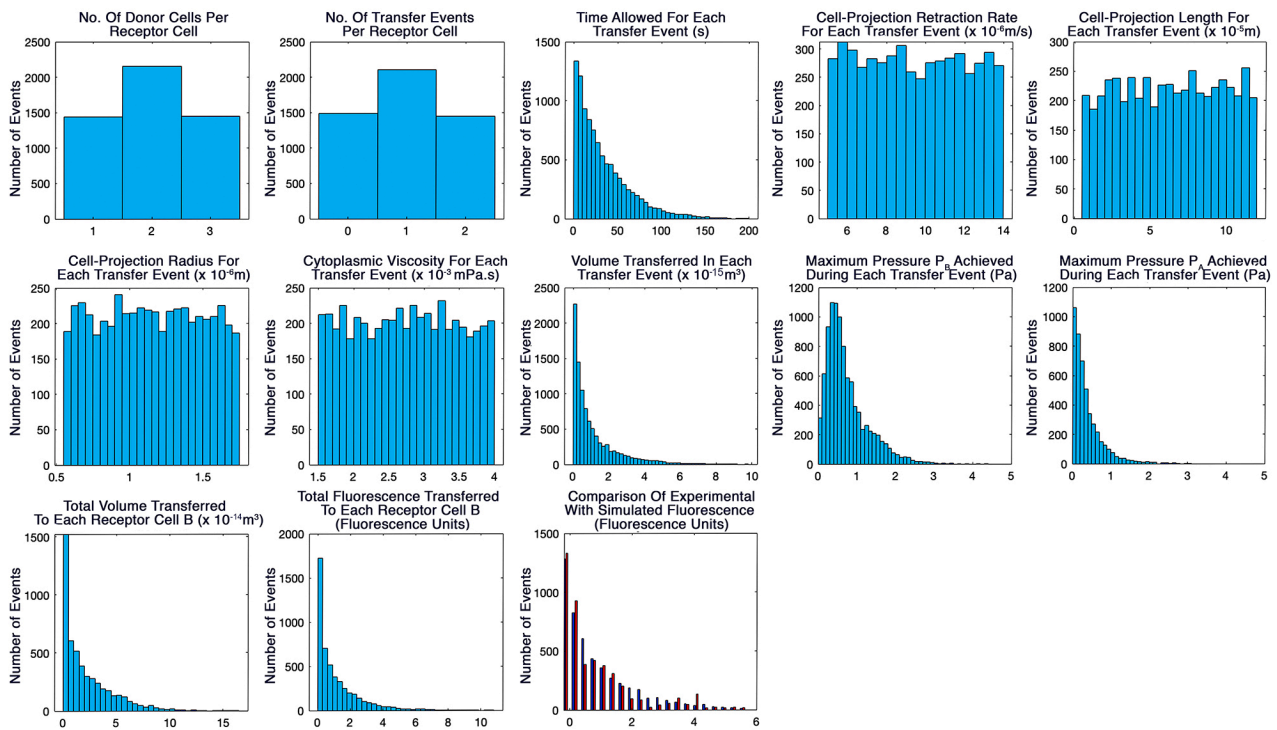 No. Of Donor Cells Per
Receptor Cell
Number of Events
2500
2000
1500
1000
500
0
1 2 3
No. Of Transfer Events
Per Receptor Cell
Number of Events
2500
2000
1500
1000
500
0
0 1 2
Time Allowed For Each
Transfer Event (s)
Number of Events
1500
1000
500
0
0 50 100 150 200
Cell-Projection Retraction Rate
For Each Transfer Event (x 10⁻⁶m/s)
Number of Events
300
250
200
150
100
50
0
6 8 10 12 14
Cell-Projection Length For
Each Transfer Event (x 10⁻⁵m)
Number of Events
300
250
200
150
100
50
0
0 5 10
Cell-Projection Radius For
Each Transfer Event (x 10⁻⁶m)
Number of Events
250
200
150
100
50
0
0.5 1 1.5
Cytoplasmic Viscosity For Each
Transfer Event (x 10⁻³ mPa.s)
Number of Events
250
200
150
100
50
0
1.5 2 2.5 3 3.5 4
Volume Transferred In Each
Transfer Event (x 10⁻¹⁵m³)
Number of Events
2500
2000
1500
1000
500
0
0 2 4 6 8 10
Maximum Pressure P_B Achieved
During Each Transfer Event (Pa)
Number of Events
1200
1000
800
600
400
200
0
0 1 2 3 4 5
Maximum Pressure P_A Achieved
During Each Transfer Event (Pa)
Number of Events
1200
1000
800
600
400
200
0
0 1 2 3 4 5
Total Volume Transferred
To Each Receptor Cell B (x 10⁻¹⁴m³)
Number of Events
1500
1000
500
0
0 5 10 15
Total Fluorescence Transferred
To Each Receptor Cell B
(Fluorescence Units)
Number of Events
2000
1500
1000
500
0
0 2 4 6 8 10
Comparison Of Experimental
With Simulated Fluorescence
(Fluorescence Units)
Number of Events
1500
1000
500
0
0 2 4 6